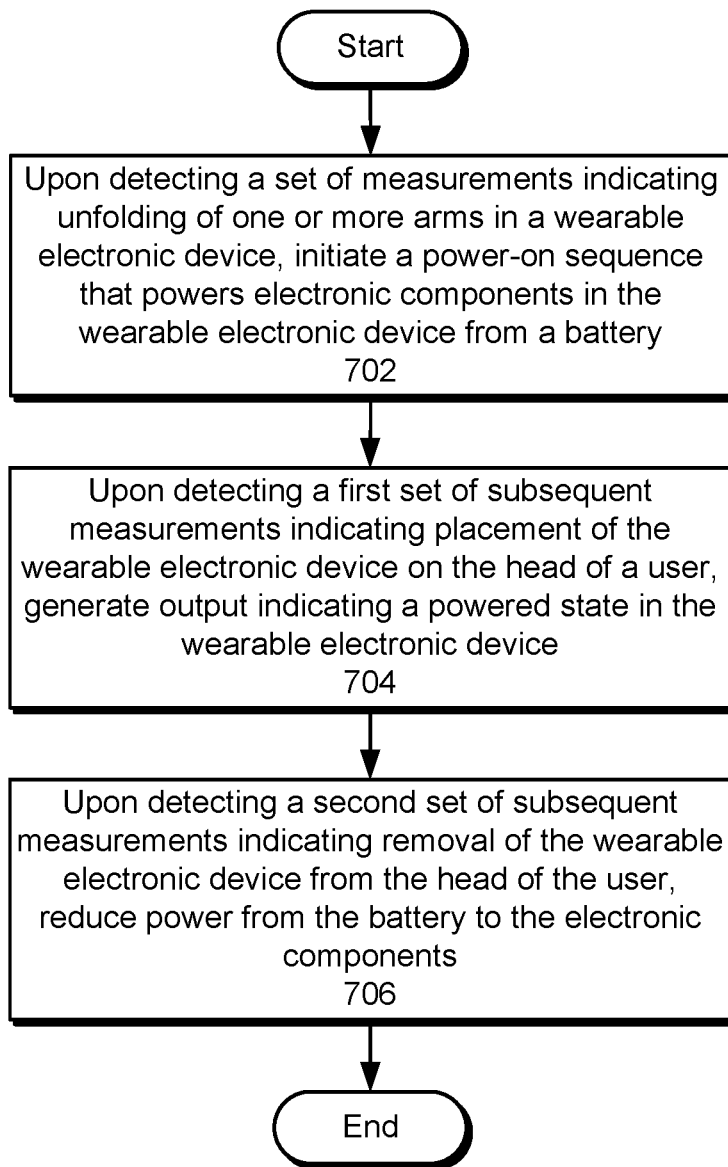 Start
Upon detecting a set of measurements indicating
unfolding of one or more arms in a wearable
electronic device, initiate a power-on sequence
that powers electronic components in the
wearable electronic device from a battery
702
Upon detecting a first set of subsequent
measurements indicating placement of the
wearable electronic device on the head of a user,
generate output indicating a powered state in the
wearable electronic device
704
Upon detecting a second set of subsequent
measurements indicating removal of the wearable
electronic device from the head of the user,
reduce power from the battery to the electronic
components
706
End